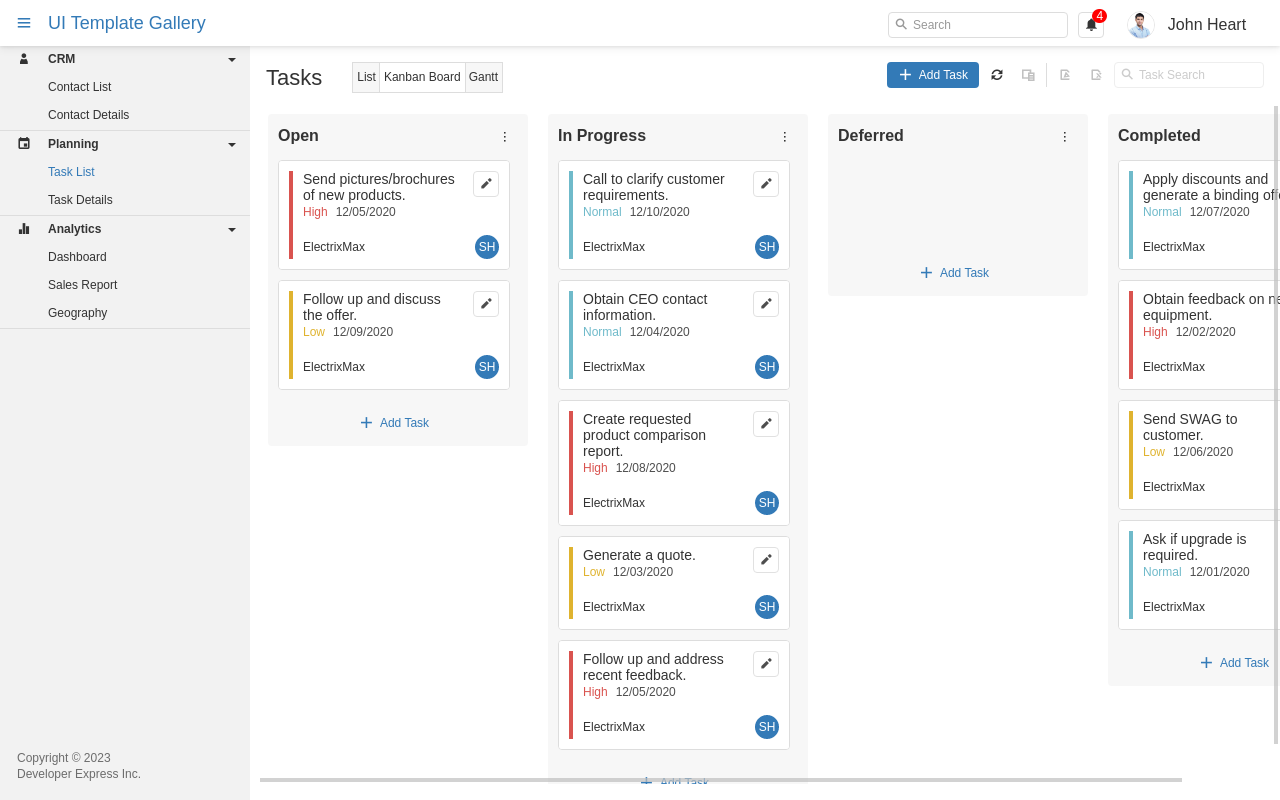 UI Template Gallery
Search
4
John Heart
CRM
Contact List
Contact Details
Planning
Task List
Task Details
Analytics
Dashboard
Sales Report
Geography
Copyright © 2023
Developer Express Inc.
Tasks
List
Kanban Board
Gantt
Add Task
Task Search
Open
Send pictures/brochures
of new products.
High 12/05/2020
ElectrixMax
SH
Follow up and discuss
the offer.
Low 12/09/2020
ElectrixMax
SH
Add Task
In Progress
Call to clarify customer
requirements.
Normal 12/10/2020
ElectrixMax
SH
Obtain CEO contact
information.
Normal 12/04/2020
ElectrixMax
SH
Create requested
product comparison
report.
High 12/08/2020
ElectrixMax
SH
Generate a quote.
Low 12/03/2020
ElectrixMax
SH
Follow up and address
recent feedback.
High 12/05/2020
ElectrixMax
SH
Add Task
Deferred
Add Task
Completed
Apply discounts and
generate a binding
Normal 12/07/2020
ElectrixMax
Obtain feedback on
equipment.
High 12/02/2020
ElectrixMax
Send SWAG to
customer.
Low 12/06/2020
ElectrixMax
Ask if upgrade is
required.
Normal 12/01/2020
ElectrixMax
Add Task